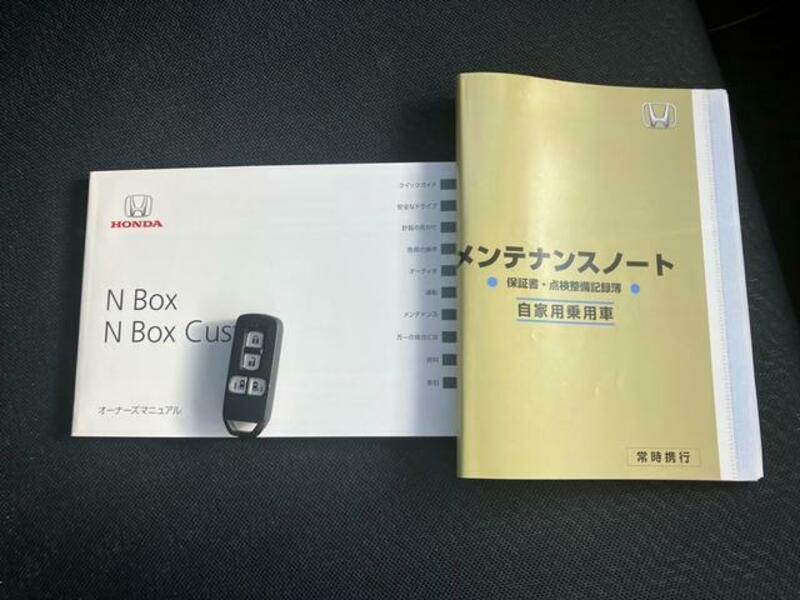 HONDA
N Box
N Box Cus
オーナーズマニュアル
クイックガイド
安全なドライブ
計器の見かた
各部の操作
オーディオ
運転
メンテナンス
万一の場合には
資料
索引
メンテナンスノート
保証書・点検整備記録簿
自家用乗用車
常時携行